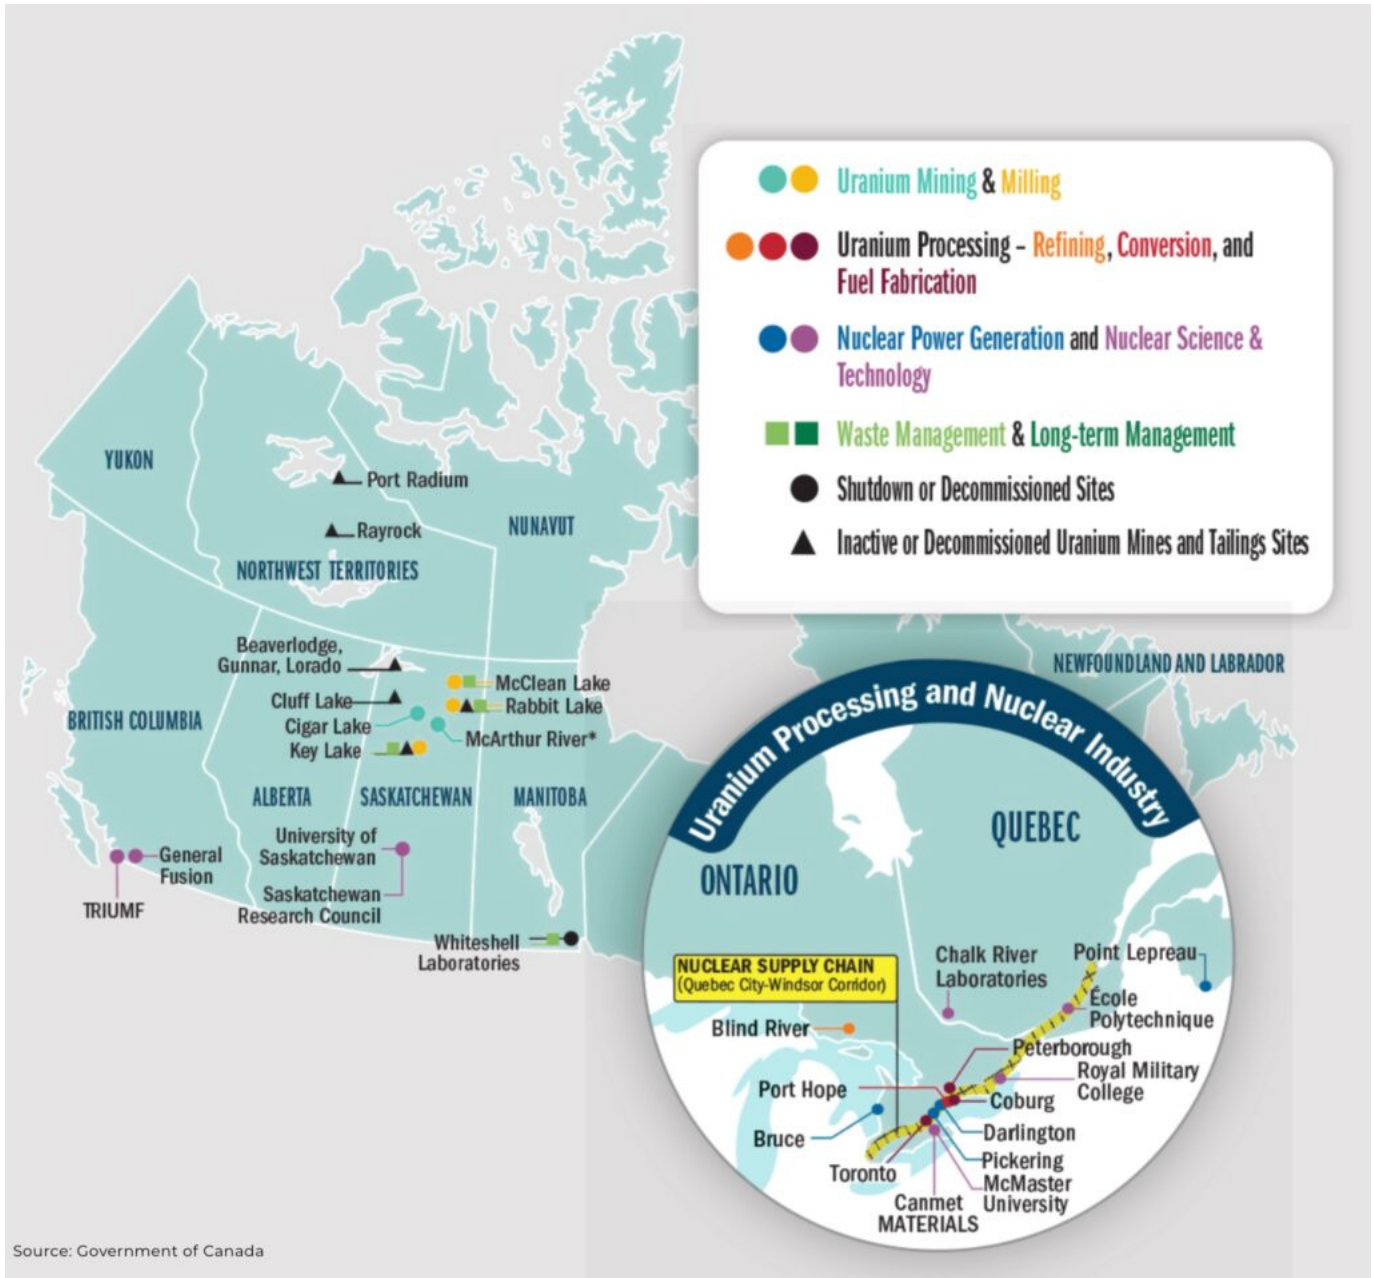 Uranium Mining & Milling
Uranium Processing – Refining, Conversion, and
Fuel Fabrication
Nuclear Power Generation and Nuclear Science &
Technology
Waste Management & Long-term Management
Shutdown or Decommissioned Sites
Inactive or Decommissioned Uranium Mines and Tailings Sites
YUKON
Port Radium
Rayrock
NUNAVUT
NORTHWEST TERRITORIES
Beaverlodge,
Gunnar, Lorado
McClean Lake
Cluff Lake
Rabbit Lake
Cigar Lake
McArthur River*
Key Lake
BRITISH COLUMBIA
ALBERTA
SASKATCHEWAN
MANITOBA
University of
Saskatchewan
General
Fusion
Saskatchewan
Research Council
TRIUMF
Whiteshell
Laboratories
NEWFOUNDLAND AND LABRADOR
Uranium Processing and Nuclear Industry
QUEBEC
ONTARIO
NUCLEAR SUPPLY CHAIN
(Quebec City-Windsor Corridor)
Chalk River
Laboratories
Point Lepreau
École
Polytechnique
Blind River
Peterborough
Royal Military
College
Port Hope
Coburg
Bruce
Darlington
Pickering
Toronto
McMaster
University
Canmet
MATERIALS
Source: Government of Canada